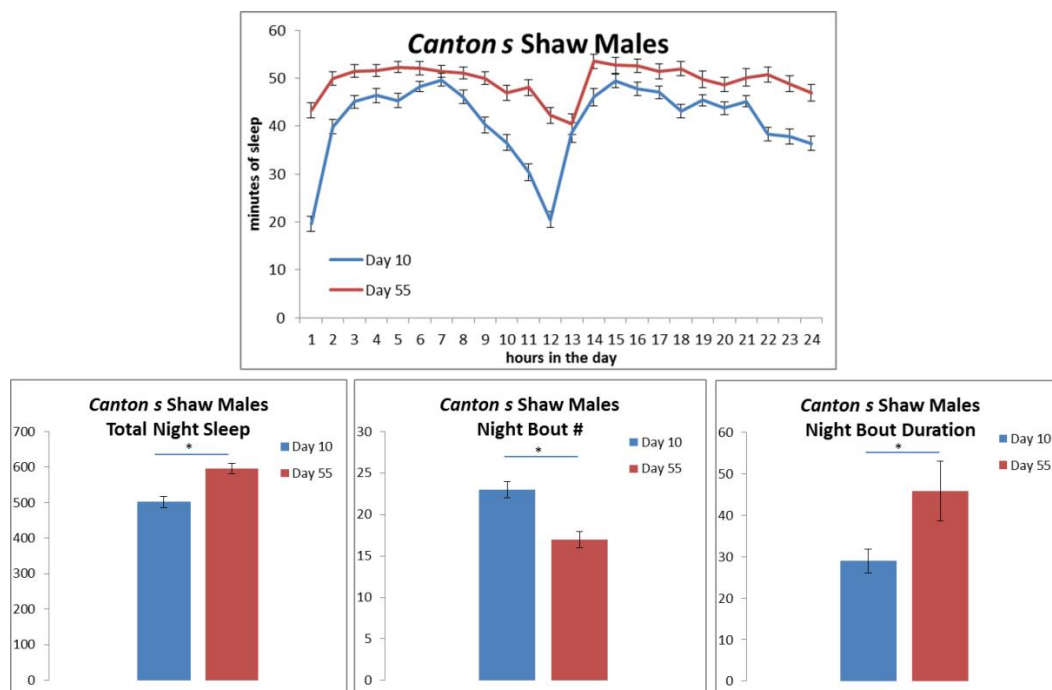 Canton s Shaw Males
60
50
40
30
20
10
0
minutes of sleep
Day 10
Day 55
1 2 3 4 5 6 7 8 9 10 11 12 13 14 15 16 17 18 19 20 21 22 23 24
hours in the day
Canton s Shaw Males
Total Night Sleep
700
600
500
400
300
200
100
0
*
Day 10
Day 55
Canton s Shaw Males
Night Bout #
30
25
20
15
10
5
0
*
Day 10
Day 55
Canton s Shaw Males
Night Bout Duration
60
50
40
30
20
10
0
*
Day 10
Day 55